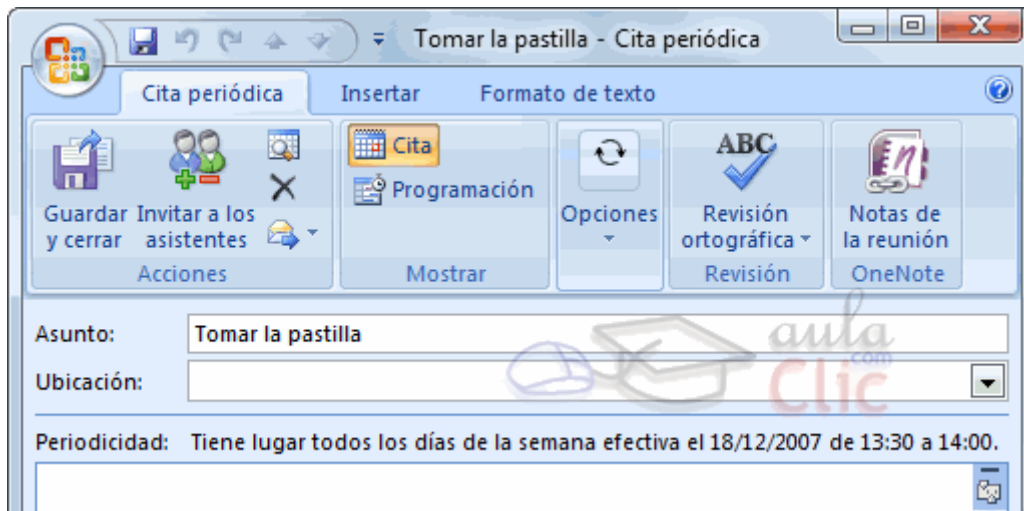 Tomar la pastilla - Cita periódica
Cita periódica Insertar Formato de texto
Cita
Programación
ABC
Guardar y cerrar
Invitar a los asistentes
Opciones
Revisión ortográfica
Notas de la reunión
Acciones Mostrar Revisión OneNote
Asunto: Tomar la pastilla
aula
.com
Clic
Ubicación:
Periodicidad: Tiene lugar todos los días de la semana efectiva el 18/12/2007 de 13:30 a 14:00.